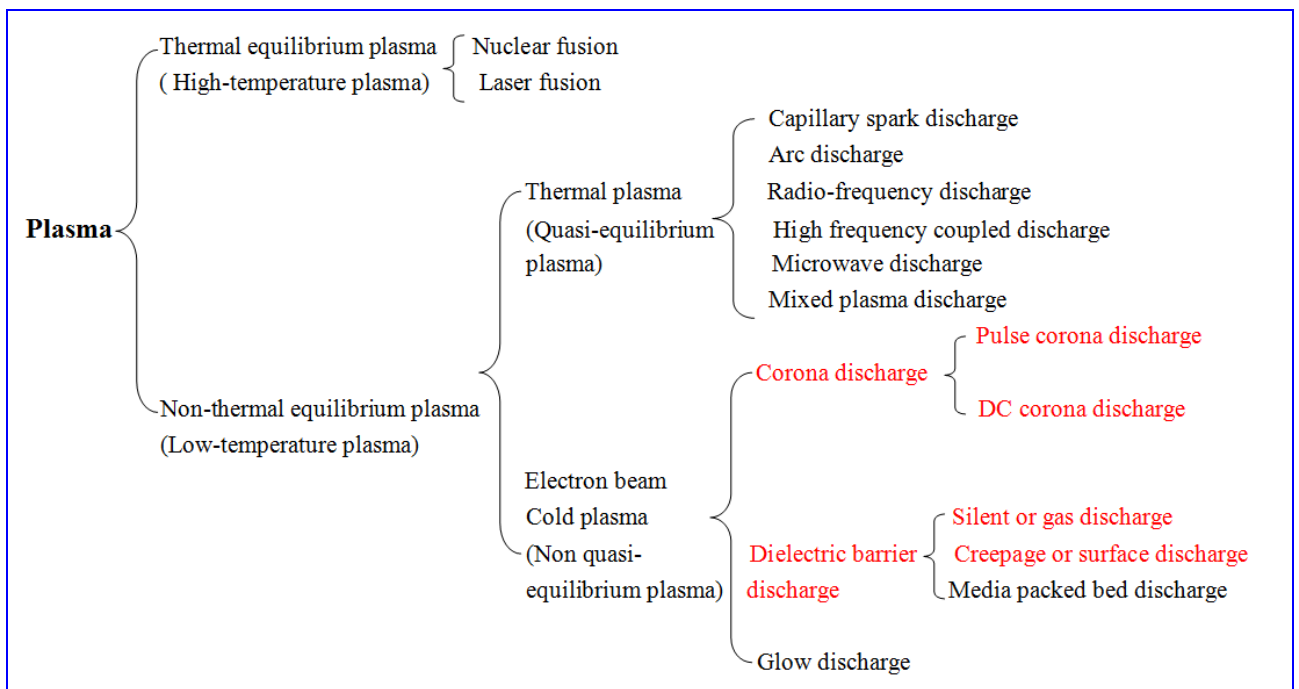 Plasma
Thermal equilibrium plasma
( High-temperature plasma)
Nuclear fusion
Laser fusion
Non-thermal equilibrium plasma
(Low-temperature plasma)
Thermal plasma
(Quasi-equilibrium
plasma)
Capillary spark discharge
Arc discharge
Radio-frequency discharge
High frequency coupled discharge
Microwave discharge
Mixed plasma discharge
Electron beam
Cold plasma
(Non quasi-
equilibrium plasma)
Corona discharge
Pulse corona discharge
DC corona discharge
Dielectric barrier
discharge
Silent or gas discharge
Creepage or surface discharge
Media packed bed discharge
Glow discharge